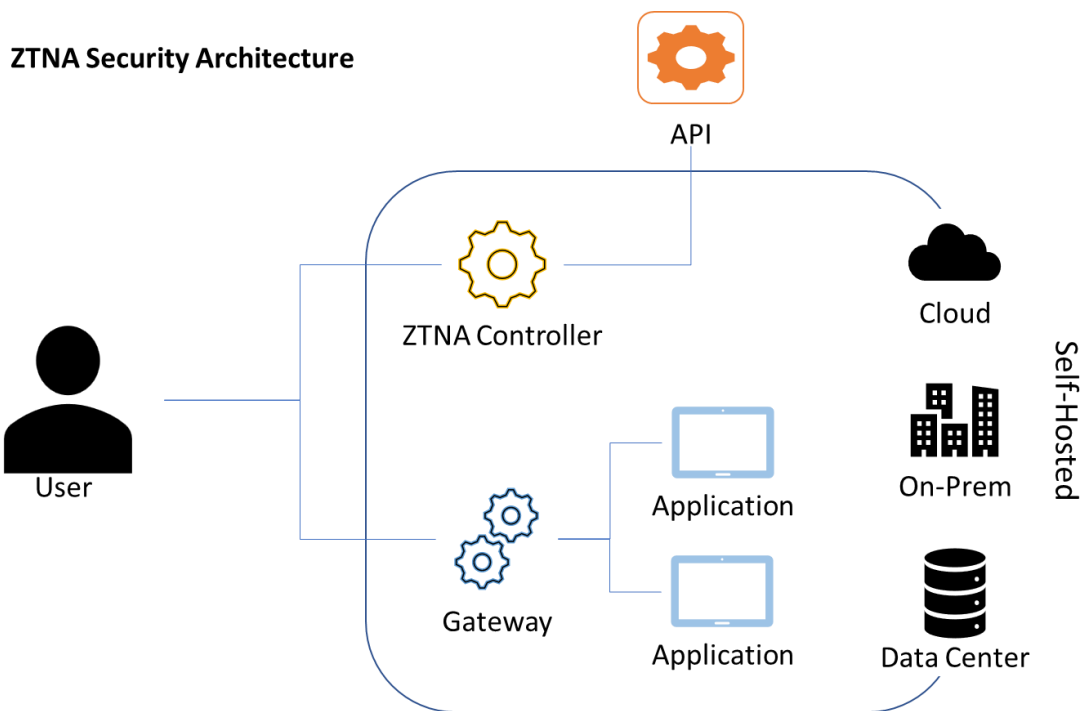 ZTNA Security Architecture
API
ZTNA Controller
Cloud
Self-Hosted
User
On-Prem
Application
Gateway
Application
Data Center